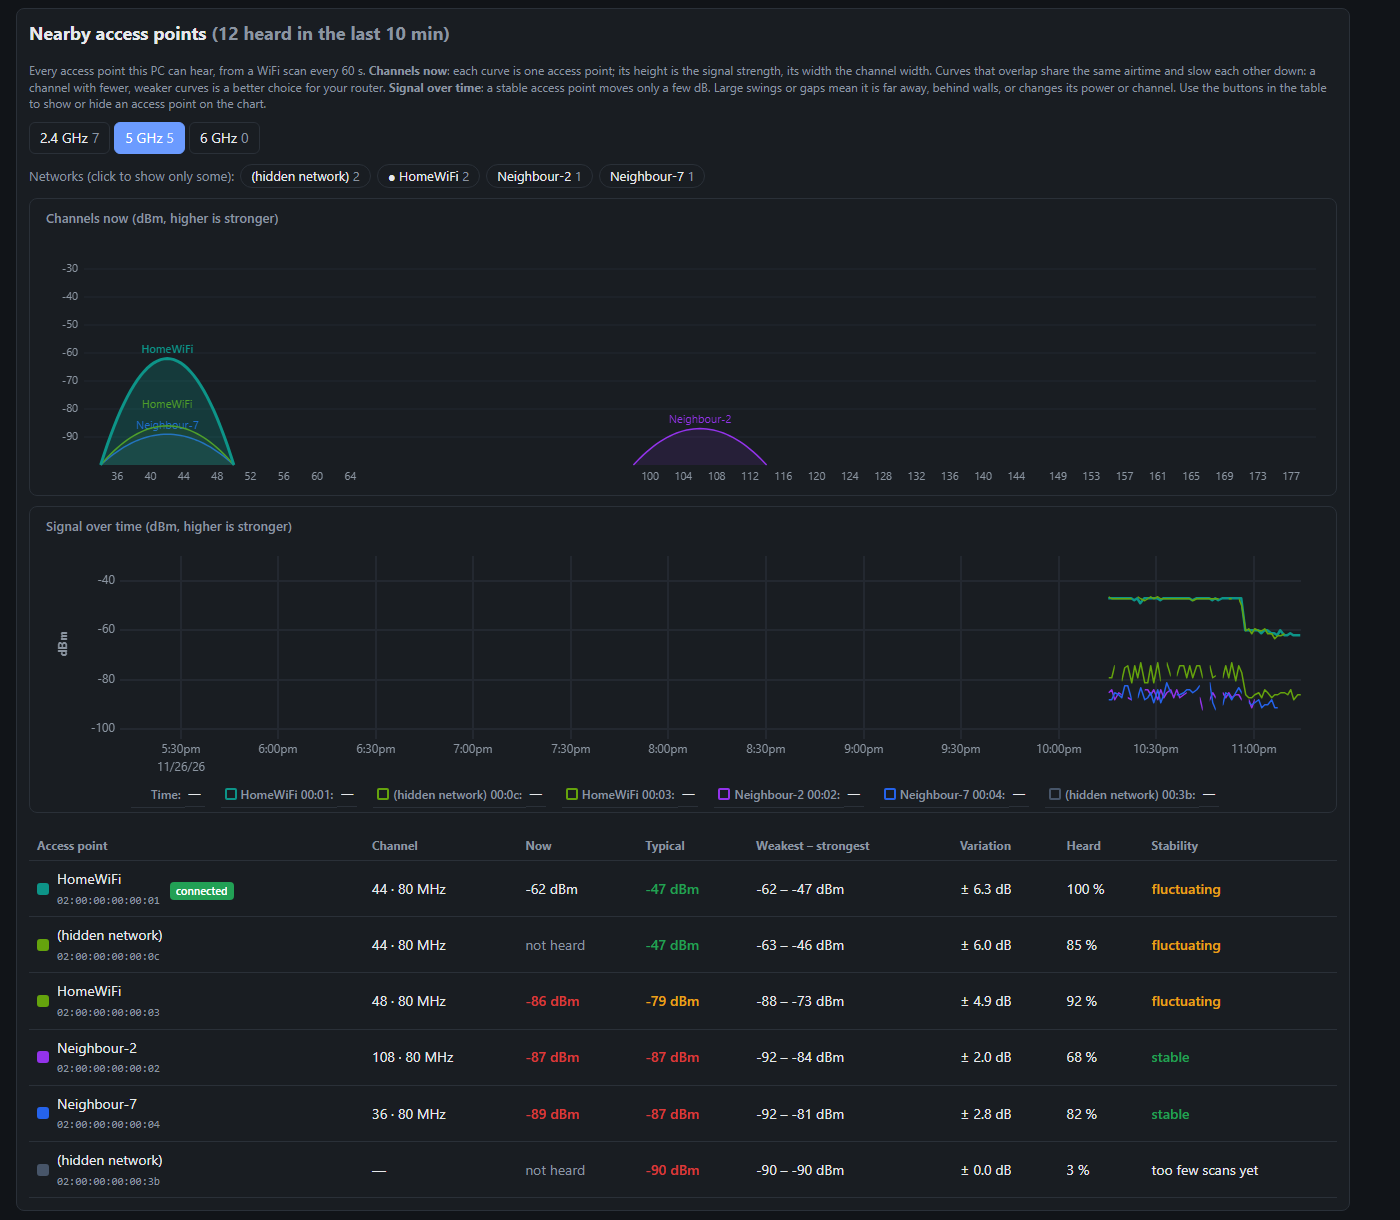 Nearby access points (12 heard in the last 10 min)
Every access point this PC can hear, from a WiFi scan every 60 s. Channels now: each curve is one access point; its height is the signal strength, its width the channel width. Curves that overlap share the same airtime and slow each other down: a
channel with fewer, weaker curves is a better choice for your router. Signal over time: a stable access point moves only a few dB. Large swings or gaps mean it is far away, behind walls, or changes its power or channel. Use the buttons in the table
to show or hide an access point on the chart.
2.4 GHz 7 5 GHz 5 6 GHz 0
Networks (click to show only some): (hidden network) 2 ● HomeWiFi 2 Neighbour-2 1 Neighbour-7 1
Channels now (dBm, higher is stronger)
-30
-40
-50
-60
-70
-80
-90
HomeWiFi
HomeWiFi
Neighbour-7
Neighbour-2
36 40 44 48 52 56 60 64 100 104 108 112 116 120 124 128 132 136 140 144 149 153 157 161 165 169 173 177
Signal over time (dBm, higher is stronger)
dBm
-40
-60
-80
-100
5:30pm 6:00pm 6:30pm 7:00pm 7:30pm 8:00pm 8:30pm 9:00pm 9:30pm 10:00pm 10:30pm 11:00pm
11/26/26
Time: — HomeWiFi 00:01: — (hidden network) 00:0c: — HomeWiFi 00:03: — Neighbour-2 00:02: — Neighbour-7 00:04: — (hidden network) 00:3b: —
Access point Channel Now Typical Weakest – strongest Variation Heard Stability
HomeWiFi
02:00:00:00:00:01 connected 44 · 80 MHz -62 dBm -47 dBm -62 – -47 dBm ± 6.3 dB 100 % fluctuating
(hidden network)
02:00:00:00:00:0c 44 · 80 MHz not heard -47 dBm -63 – -46 dBm ± 6.0 dB 85 % fluctuating
HomeWiFi
02:00:00:00:00:03 48 · 80 MHz -86 dBm -79 dBm -88 – -73 dBm ± 4.9 dB 92 % fluctuating
Neighbour-2
02:00:00:00:00:02 108 · 80 MHz -87 dBm -87 dBm -92 – -84 dBm ± 2.0 dB 68 % stable
Neighbour-7
02:00:00:00:00:04 36 · 80 MHz -89 dBm -87 dBm -92 – -81 dBm ± 2.8 dB 82 % stable
(hidden network)
02:00:00:00:00:3b — not heard -90 dBm -90 – -90 dBm ± 0.0 dB 3 % too few scans yet